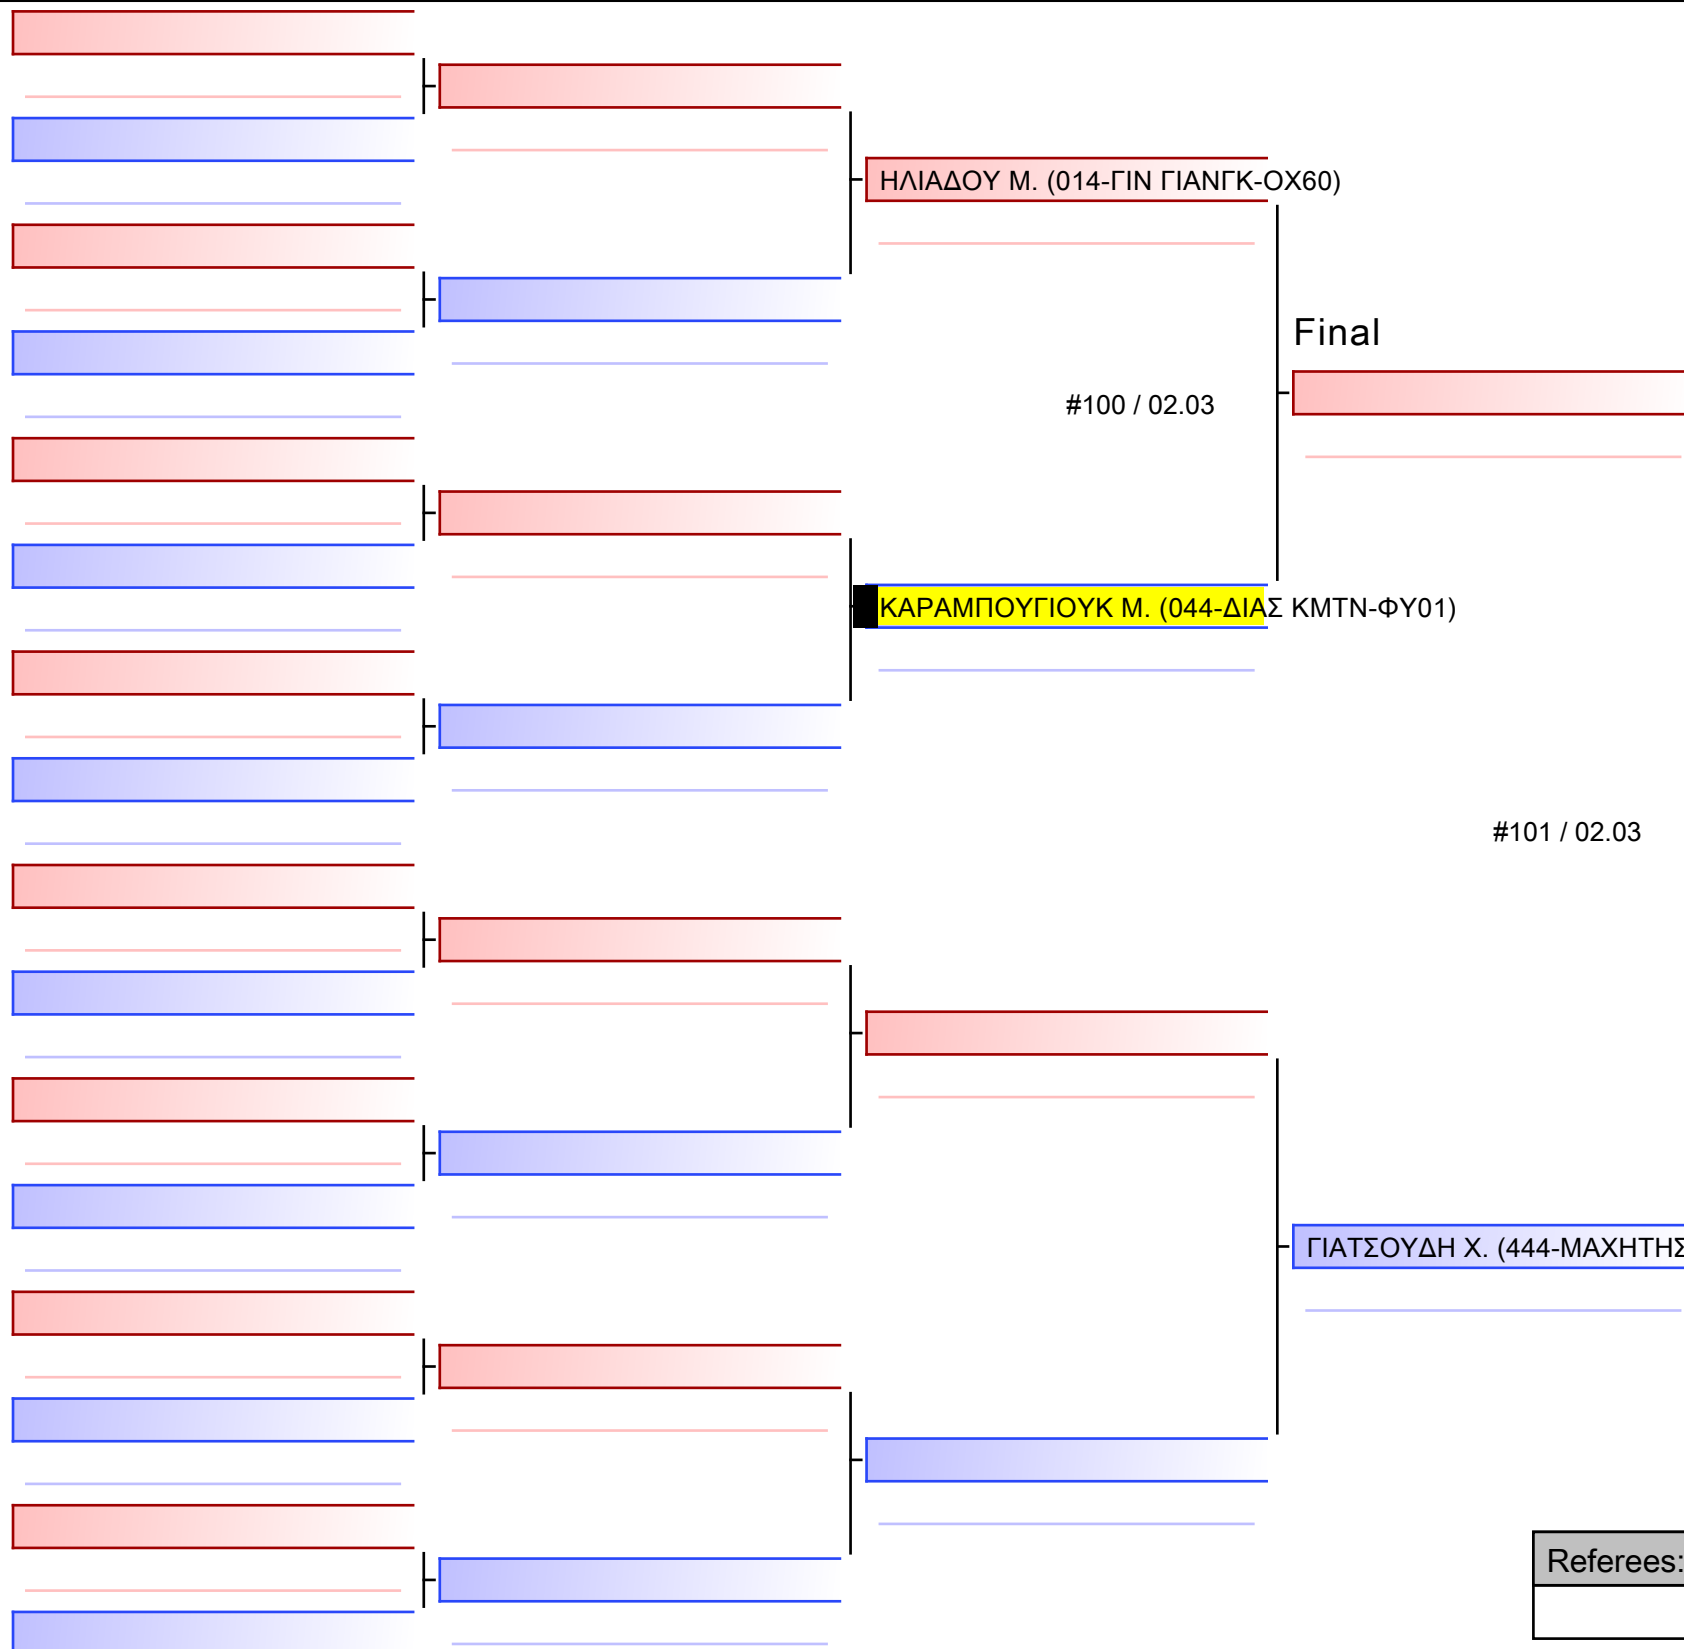 ΗΛΙΑΔΟΥ Μ. (014-ΓΙΝ ΓΙΑΝΓΚ-ΟΧ60)
Final
#100 / 02.03
ΚΑΡΑΜΠΟΥΓΙΟΥΚ Μ. (044-ΔΙΑΣ ΚΜΤΝ-ΦΥ01)
#101 / 02.03
ΓΙΑΤΣΟΥΔΗ Χ. (444-ΜΑΧΗΤΗΣ
Referees: